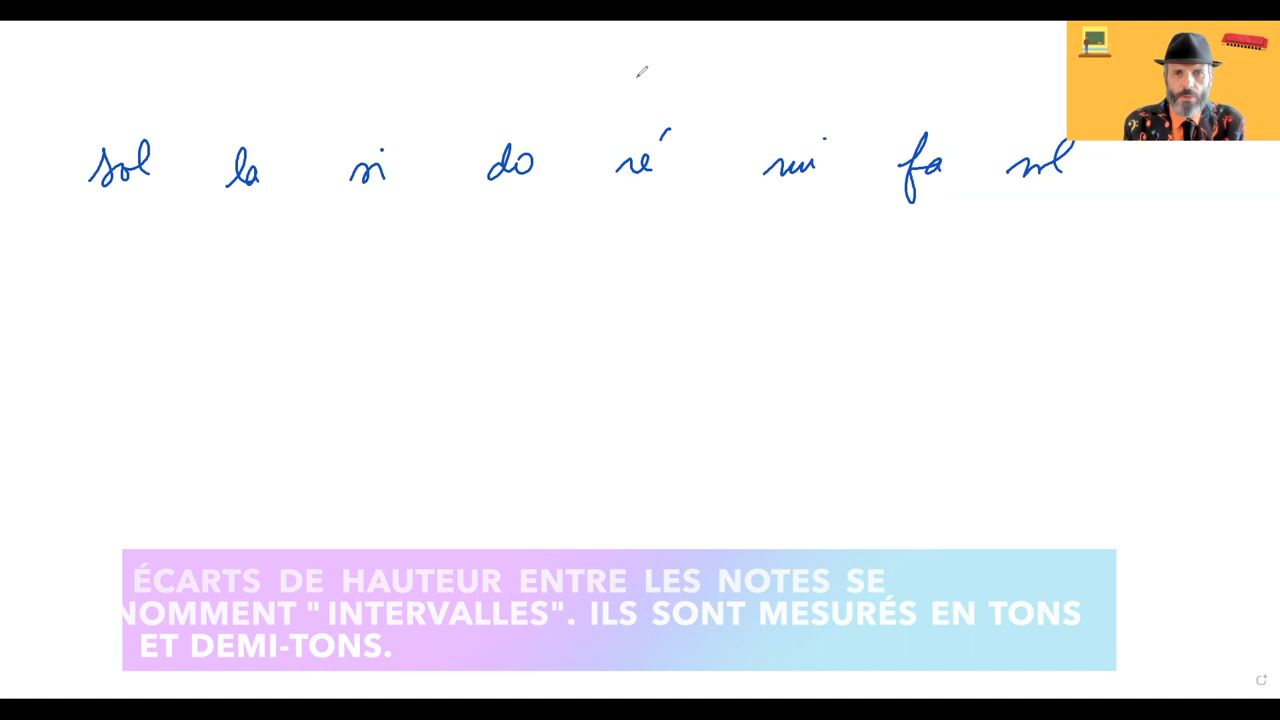 sol la si do ré mi fa sol
ÉCARTS DE HAUTEUR ENTRE LES NOTES SE
NOMMENT "INTERVALLES". ILS SONT MESURÉS EN TONS
ET DEMI-TONS.